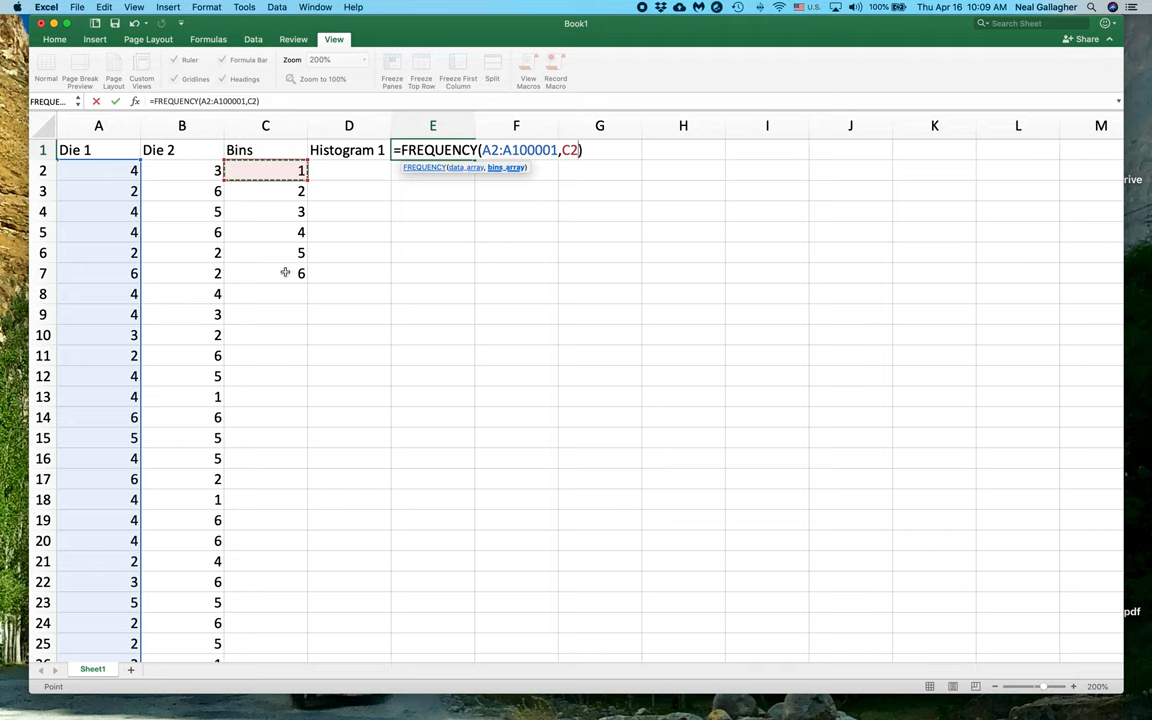 Excel File Edit View Insert Format Tools Data Window Help U.S. 100% Thu Apr 16 10:09 AM Neal Gallagher
Book1 Search Sheet
Home Insert Page Layout Formulas Data Review View Share
Normal Page Break Preview Page Layout Custom Views Ruler Formula Bar Gridlines Headings Zoom 200% Zoom to 100% Freeze Panes Freeze Top Row Freeze First Column Split View Macros Record Macro
FREQUE... fx =FREQUENCY(A2:A100001,C2)
A B C D E F G H I J K L M
1 Die 1 Die 2 Bins Histogram 1 =FREQUENCY(A2:A100001,C2)
FREQUENCY(data_array, bins_array)
2 4 3 1
3 2 6 2
4 4 5 3
5 4 6 4
6 2 2 5
7 6 2 6
8 4 4
9 4 3
10 3 2
11 2 6
12 4 5
13 4 1
14 6 6
15 5 5
16 4 5
17 6 2
18 4 1
19 4 6
20 4 6
21 2 4
22 3 6
23 5 5
24 2 6
25 2 5
Sheet1
Point 200%
rive
pdf